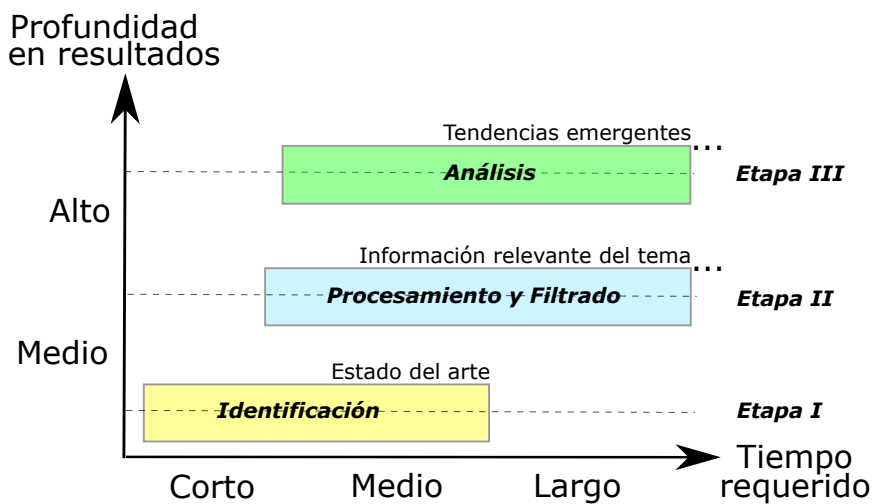 Profundidad
en resultados
Tendencias emergentes
...
Análisis
Etapa III
Alto
Información relevante del tema
...
Procesamiento y Filtrado
Etapa II
Medio
Estado del arte
Identificación
Etapa I
Corto
Medio
Largo
Tiempo
requerido